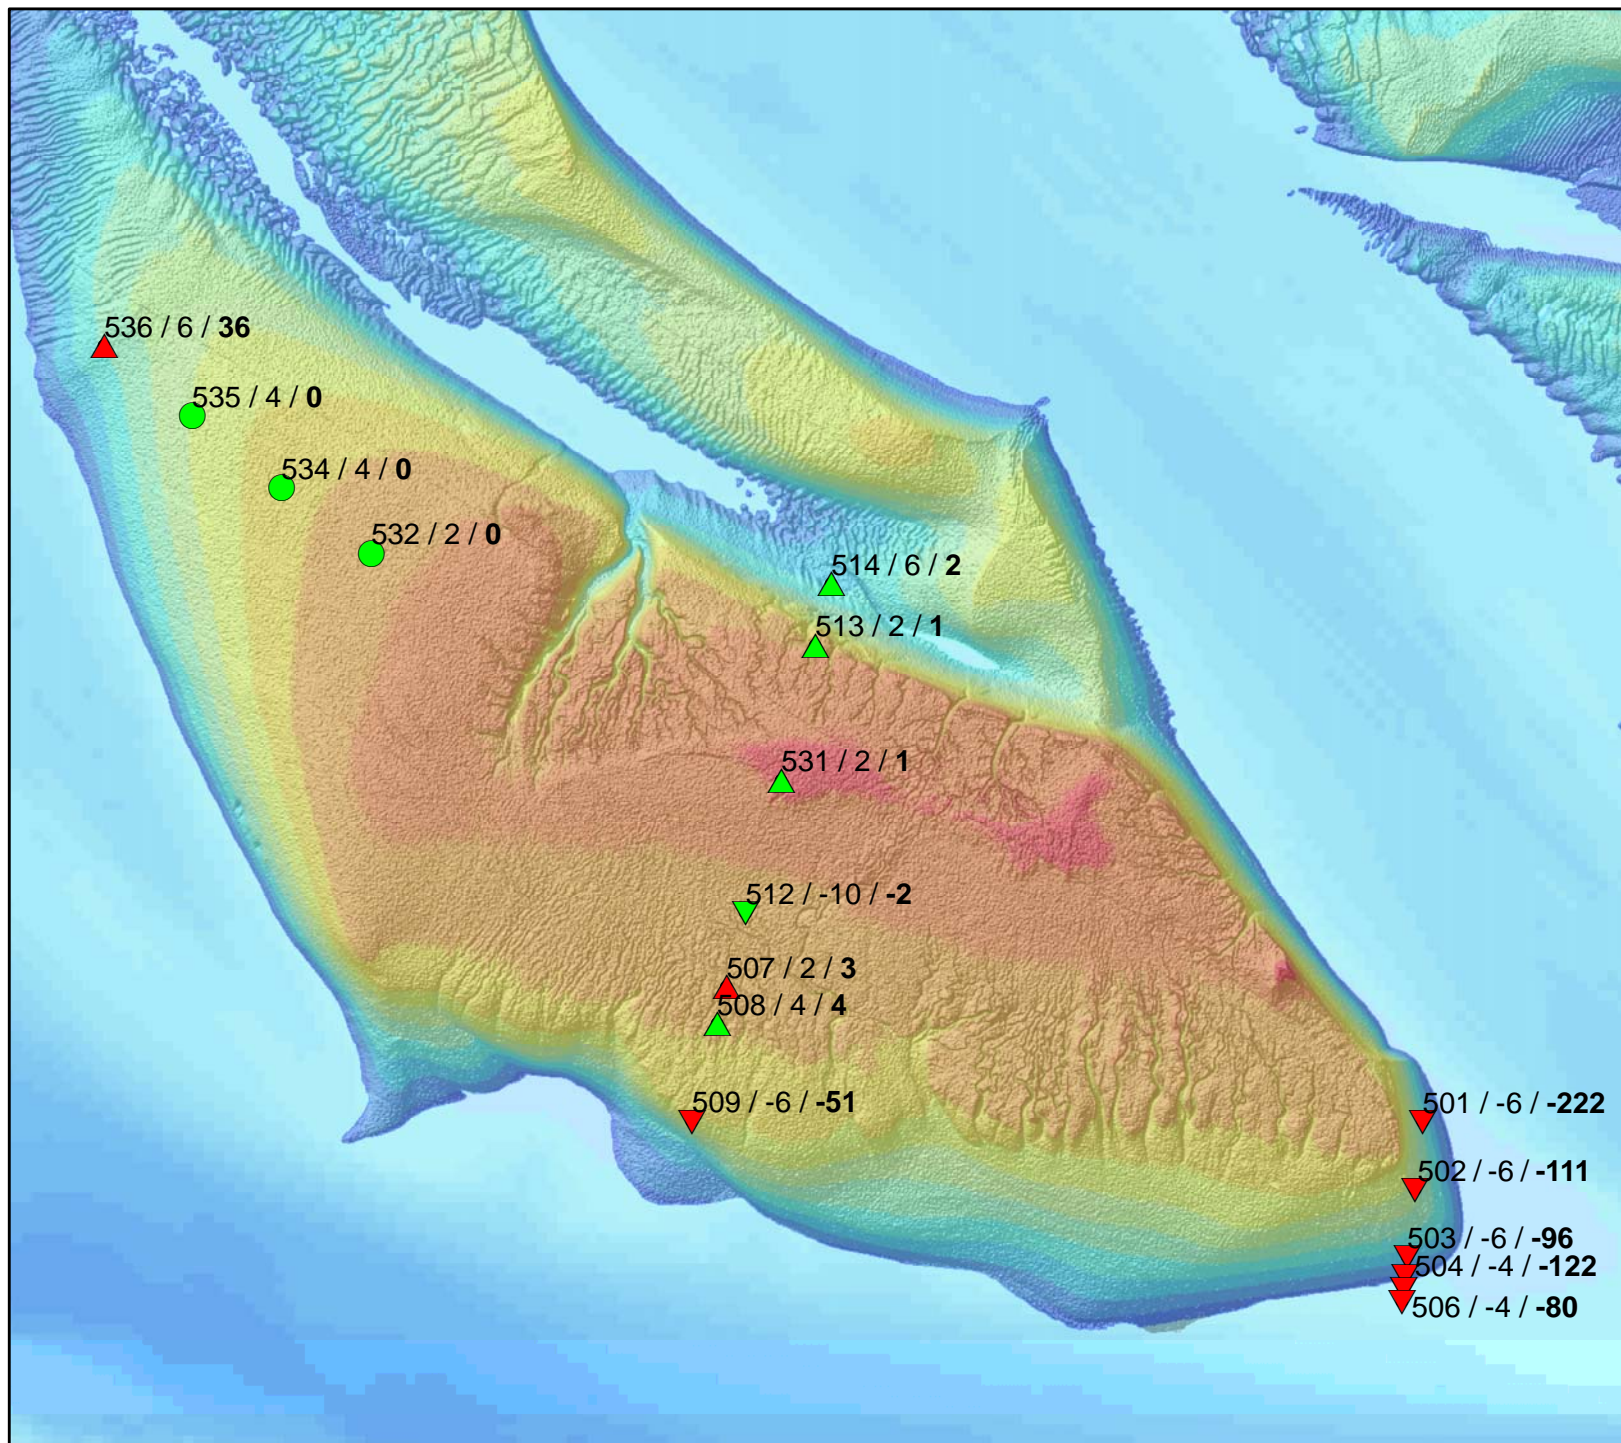 536 / 6 / 36
535 / 4 / 0
534 / 4 / 0
532 / 2 / 0
514 / 6 / 2
513 / 2 / 1
531 / 2 / 1
512 / -10 / -2
507 / 2 / 3
508 / 4 / 4
509 / -6 / -51
501 / -6 / -222
502 / -6 / -111
503 / -6 / -96
504 / -4 / -122
506 / -4 / -80